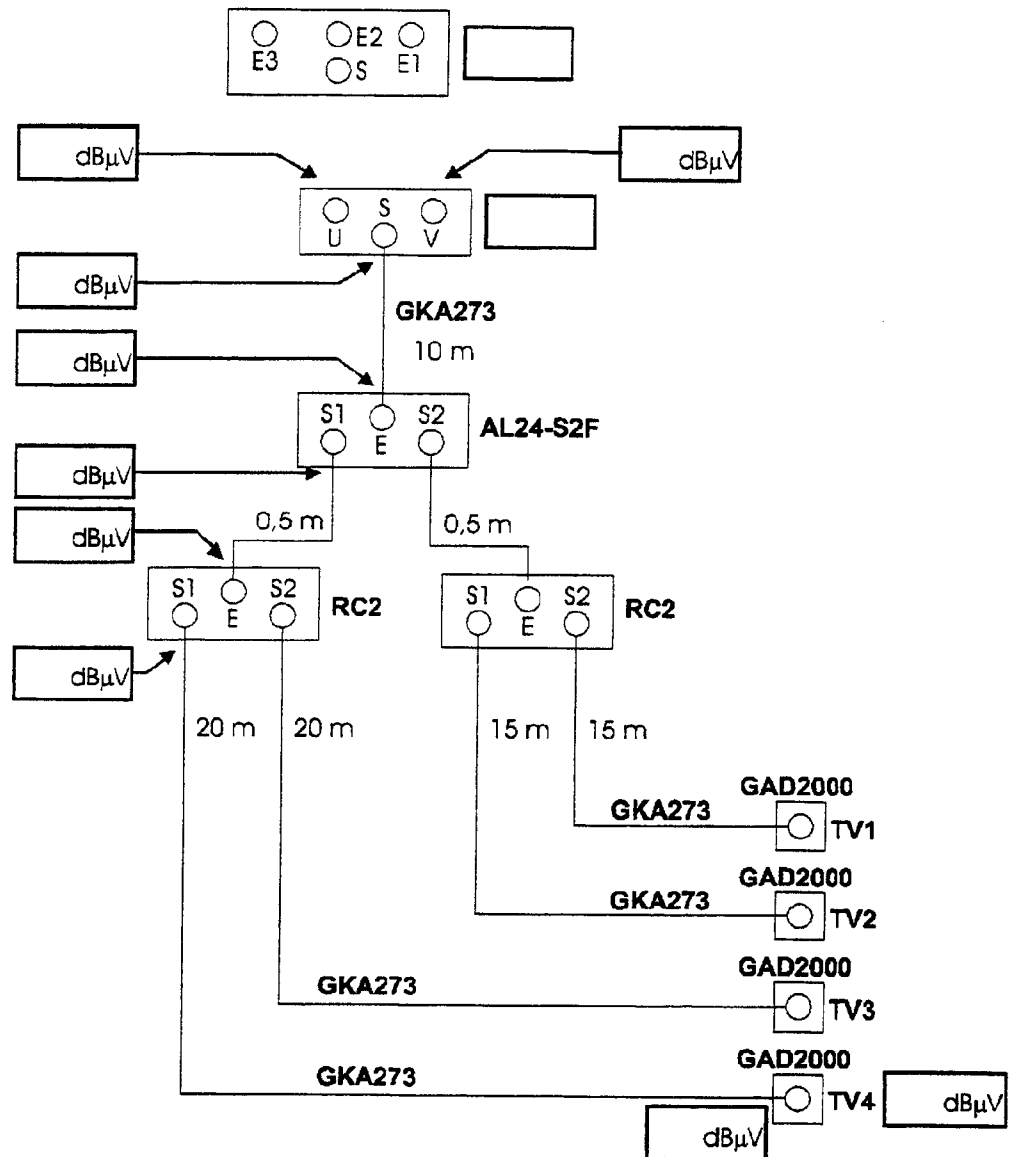 E3 E2 E1
S
dBµV dBµV
S
U V
dBµV
GKA273
10 m
dBµV
S1 S2
E
AL24-S2F
dBµV
0,5 m 0,5 m
dBµV
S1 S2
E
RC2
S1 S2
E
RC2
dBµV
20 m 20 m 15 m 15 m
GAD2000
GKA273
TV1
GAD2000
GKA273
TV2
GAD2000
GKA273
TV3
GAD2000
GKA273
TV4
dBµV
dBµV